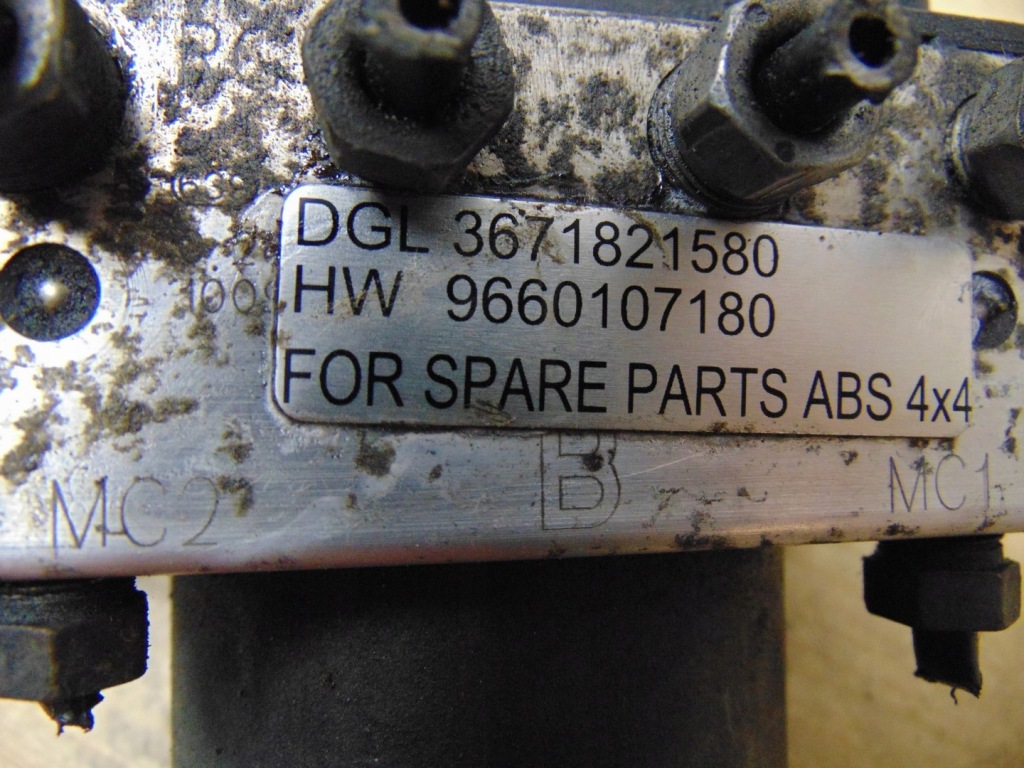 DGL 3671821580
HW 9660107180
FOR SPARE PARTS ABS 4x4
B
MC2
MC1